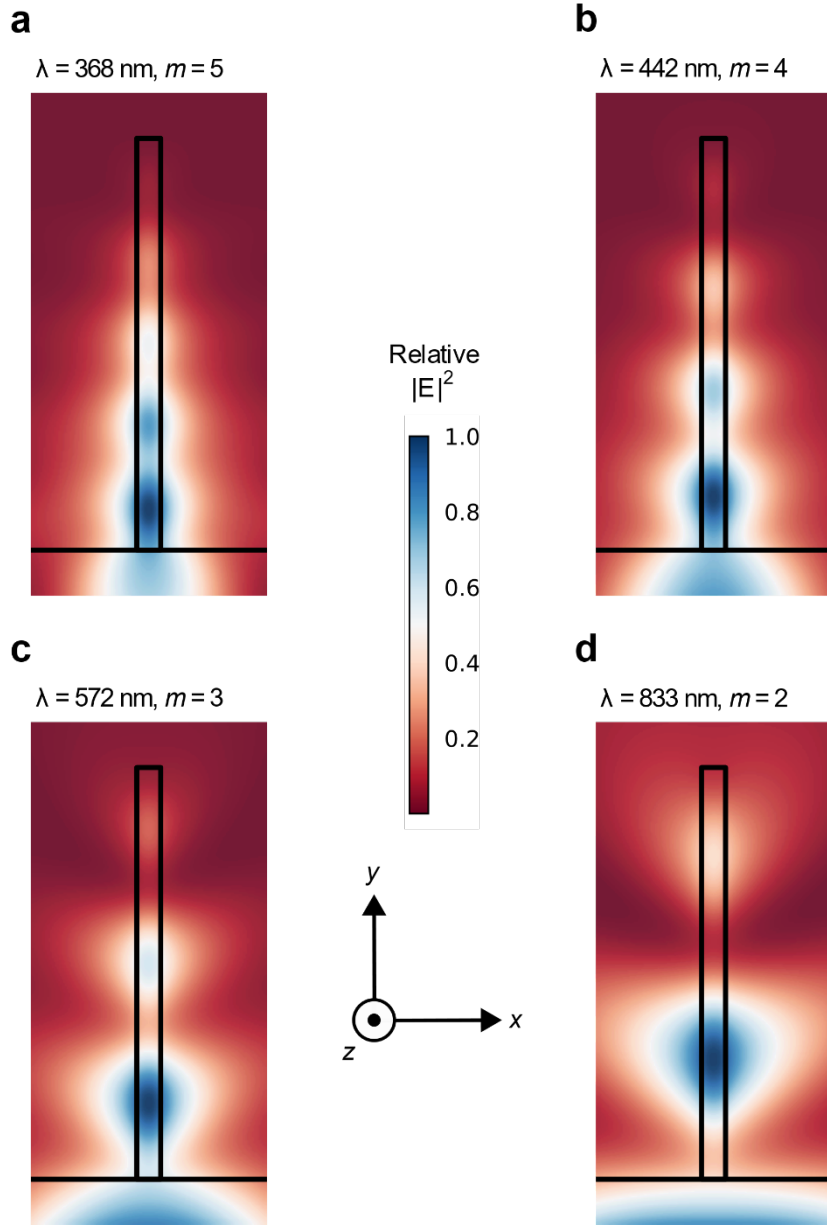 a
λ = 368 nm, m = 5
b
λ = 442 nm, m = 4
Relative
|E|²
1.0
0.8
0.6
0.4
0.2
c
λ = 572 nm, m = 3
d
λ = 833 nm, m = 2
y
x
z